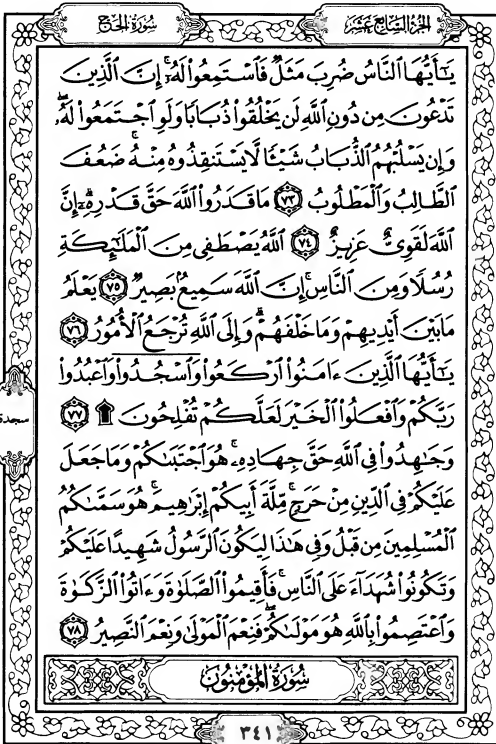 الجزء السابع عشر
سورة الحج
يَٰٓأَيُّهَا ٱلنَّاسُ ضُرِبَ مَثَلٌ فَٱسْتَمِعُوا۟ لَهُۥٓ ۚ إِنَّ ٱلَّذِينَ
تَدْعُونَ مِن دُونِ ٱللَّهِ لَن يَخْلُقُوا۟ ذُبَابًا وَلَوِ ٱجْتَمَعُوا۟ لَهُۥ ۖ
وَإِن يَسْلُبْهُمُ ٱلذُّبَابُ شَيْـًٔا لَّا يَسْتَنقِذُوهُ مِنْهُ ۚ ضَعُفَ
ٱلطَّالِبُ وَٱلْمَطْلُوبُ ٧٣ مَا قَدَرُوا۟ ٱللَّهَ حَقَّ قَدْرِهِۦٓ ۗ إِنَّ
ٱللَّهَ لَقَوِىٌّ عَزِيزٌ ٧٤ ٱللَّهُ يَصْطَفِى مِنَ ٱلْمَلَٰٓئِكَةِ
رُسُلًا وَمِنَ ٱلنَّاسِ ۚ إِنَّ ٱللَّهَ سَمِيعٌۢ بَصِيرٌ ٧٥ يَعْلَمُ
مَا بَيْنَ أَيْدِيهِمْ وَمَا خَلْفَهُمْ ۗ وَإِلَى ٱللَّهِ تُرْجَعُ ٱلْأُمُورُ ٧٦
يَٰٓأَيُّهَا ٱلَّذِينَ ءَامَنُوا۟ ٱرْكَعُوا۟ وَٱسْجُدُوا۟ وَٱعْبُدُوا۟
رَبَّكُمْ وَٱفْعَلُوا۟ ٱلْخَيْرَ لَعَلَّكُمْ تُفْلِحُونَ ۩ ٧٧
سجدة
وَجَٰهِدُوا۟ فِى ٱللَّهِ حَقَّ جِهَادِهِۦ ۚ هُوَ ٱجْتَبَىٰكُمْ وَمَا جَعَلَ
عَلَيْكُمْ فِى ٱلدِّينِ مِنْ حَرَجٍ ۚ مِّلَّةَ أَبِيكُمْ إِبْرَٰهِيمَ ۚ هُوَ سَمَّىٰكُمُ
ٱلْمُسْلِمِينَ مِن قَبْلُ وَفِى هَٰذَا لِيَكُونَ ٱلرَّسُولُ شَهِيدًا عَلَيْكُمْ
وَتَكُونُوا۟ شُهَدَآءَ عَلَى ٱلنَّاسِ ۚ فَأَقِيمُوا۟ ٱلصَّلَوٰةَ وَءَاتُوا۟ ٱلزَّكَوٰةَ
وَٱعْتَصِمُوا۟ بِٱللَّهِ هُوَ مَوْلَىٰكُمْ ۖ فَنِعْمَ ٱلْمَوْلَىٰ وَنِعْمَ ٱلنَّصِيرُ ٧٨
سُورَةُ المُؤْمِنُونَ
٣٤١